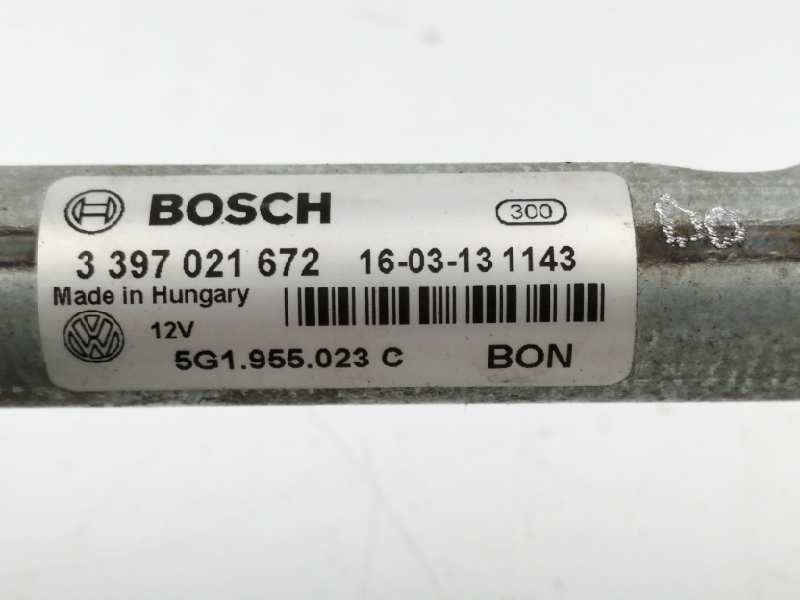 BOSCH 300
3 397 021 672 16-03-13 1143
Made in Hungary
12V
5G1.955.023 C BON